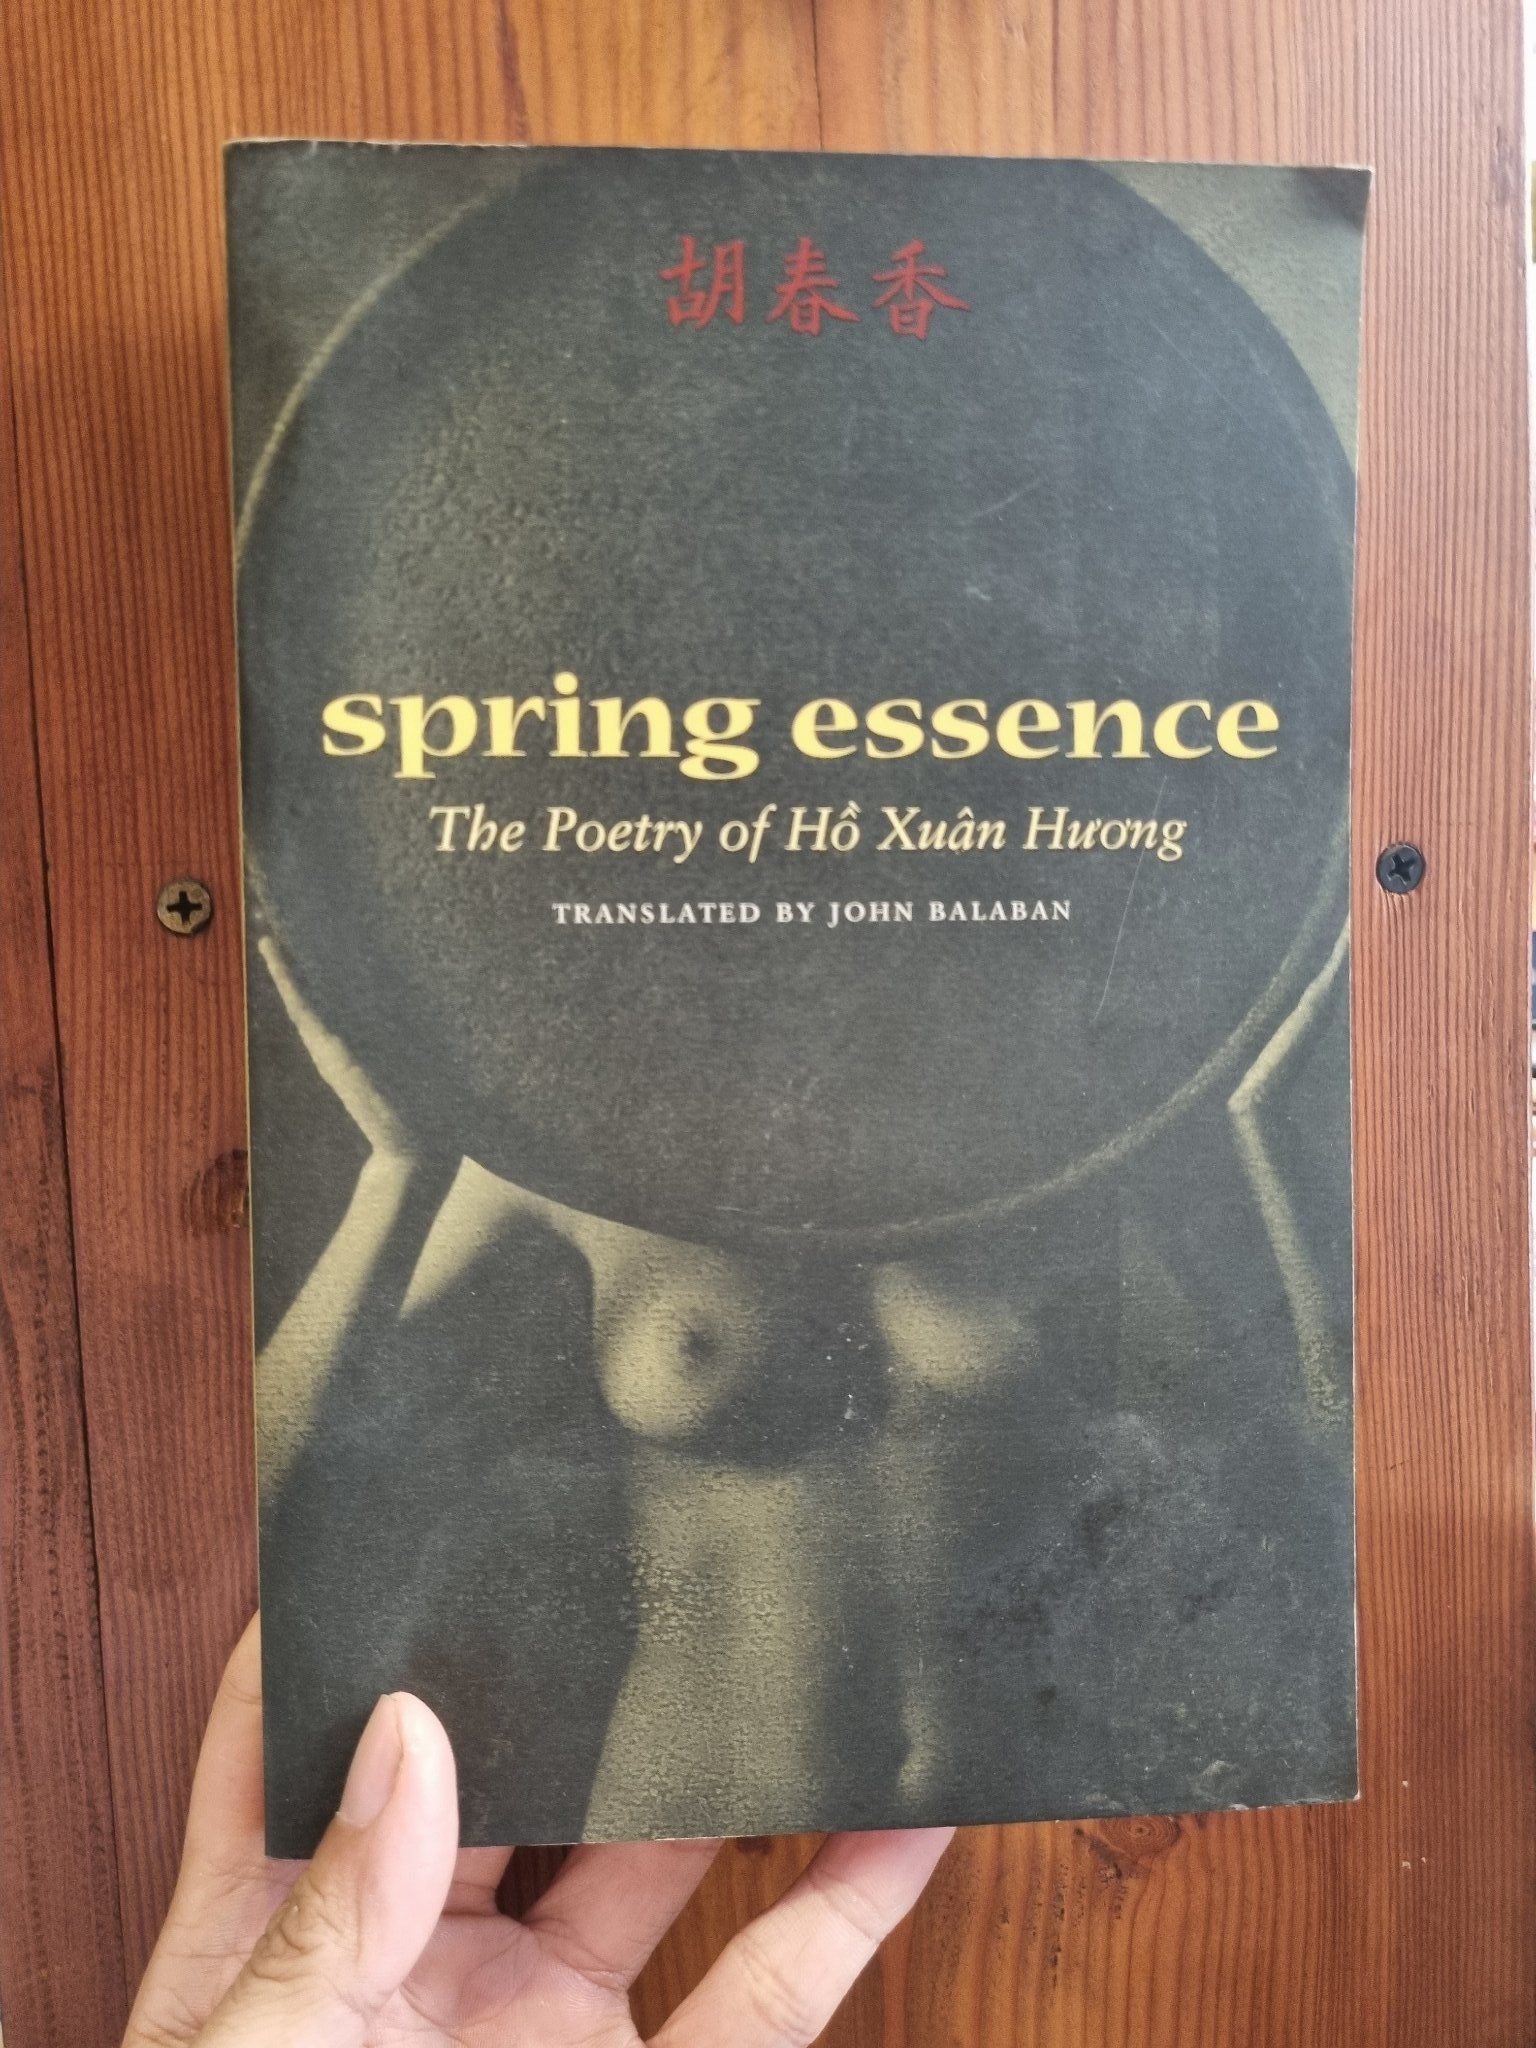 胡春香
spring essence
The Poetry of Hồ Xuân Hương
TRANSLATED BY JOHN BALABAN